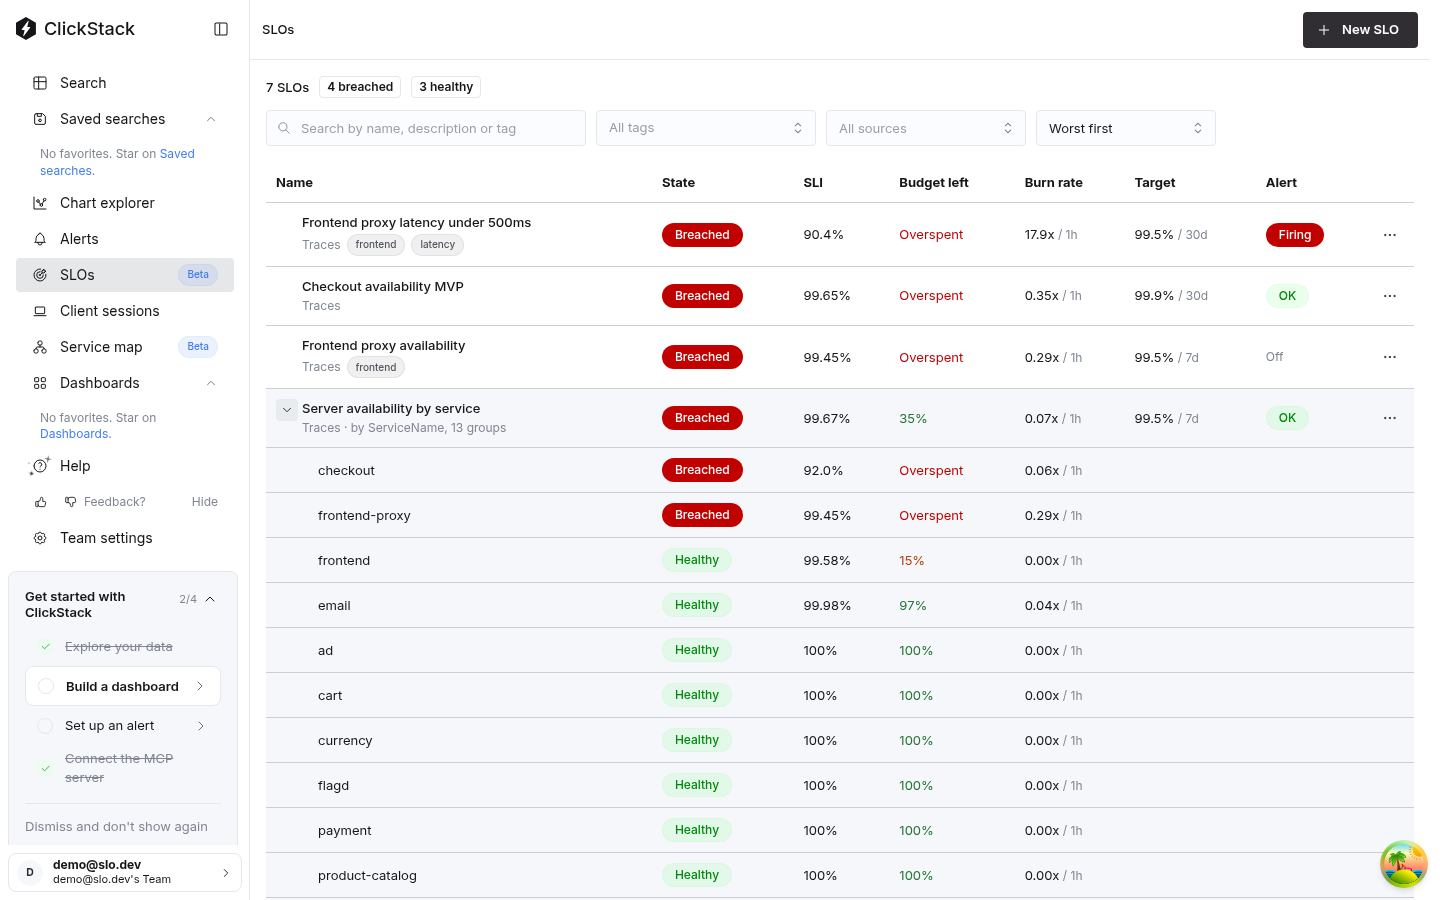 ClickStack
Search
Saved searches
No favorites. Star on Saved
searches.
Chart explorer
Alerts
SLOs Beta
Client sessions
Service map Beta
Dashboards
No favorites. Star on
Dashboards.
Help
Feedback? Hide
Team settings
Get started with
ClickStack
2/4
Explore your data
Build a dashboard
Set up an alert
Connect the MCP
server
Dismiss and don't show again
D
demo@slo.dev
demo@slo.dev's Team
SLOs
New SLO
7 SLOs 4 breached 3 healthy
Search by name, description or tag All tags All sources Worst first
Name State SLI Budget left Burn rate Target Alert
Frontend proxy latency under 500ms
Traces frontend latency
Breached 90.4% Overspent 17.9x / 1h 99.5% / 30d Firing
Checkout availability MVP
Traces
Breached 99.65% Overspent 0.35x / 1h 99.9% / 30d OK
Frontend proxy availability
Traces frontend
Breached 99.45% Overspent 0.29x / 1h 99.5% / 7d Off
Server availability by service
Traces · by ServiceName, 13 groups
Breached 99.67% 35% 0.07x / 1h 99.5% / 7d OK
checkout Breached 92.0% Overspent 0.06x / 1h
frontend-proxy Breached 99.45% Overspent 0.29x / 1h
frontend Healthy 99.58% 15% 0.00x / 1h
email Healthy 99.98% 97% 0.04x / 1h
ad Healthy 100% 100% 0.00x / 1h
cart Healthy 100% 100% 0.00x / 1h
currency Healthy 100% 100% 0.00x / 1h
flagd Healthy 100% 100% 0.00x / 1h
payment Healthy 100% 100% 0.00x / 1h
product-catalog Healthy 100% 100% 0.00x / 1h